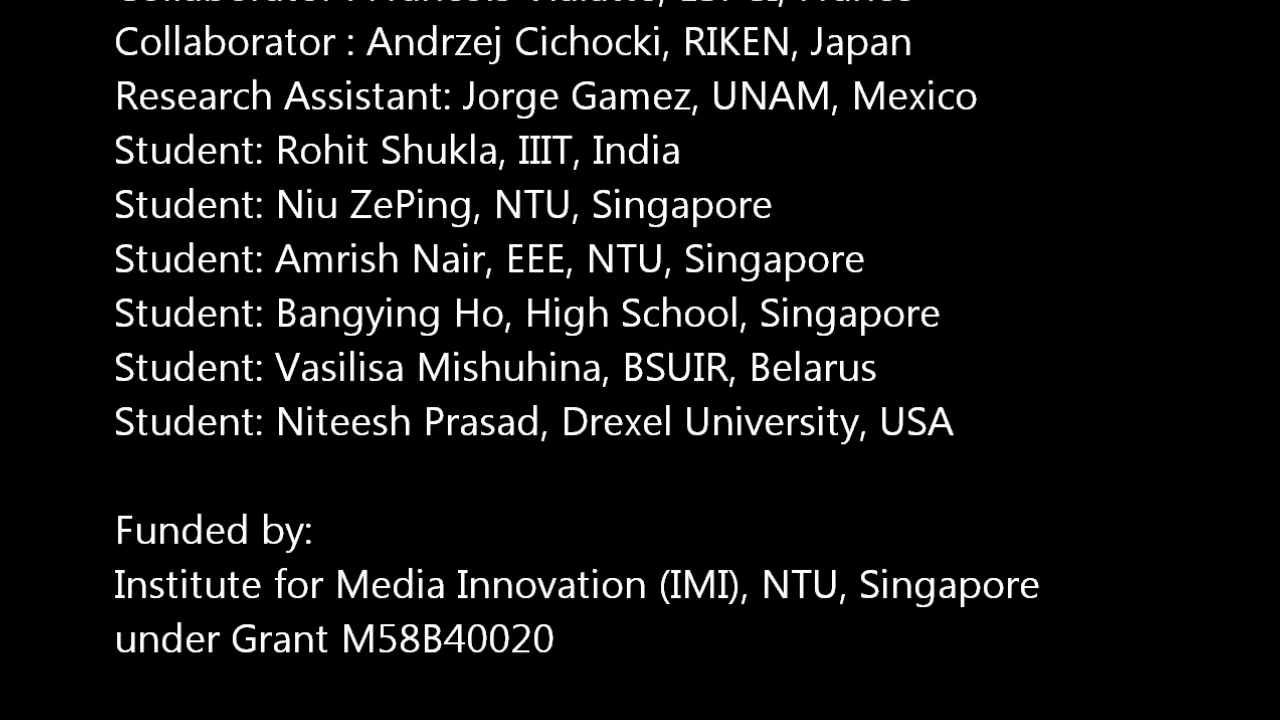 Collaborator : Andrzej Cichocki, RIKEN, Japan
Research Assistant: Jorge Gamez, UNAM, Mexico
Student: Rohit Shukla, IIIT, India
Student: Niu ZePing, NTU, Singapore
Student: Amrish Nair, EEE, NTU, Singapore
Student: Bangying Ho, High School, Singapore
Student: Vasilisa Mishuhina, BSUIR, Belarus
Student: Niteesh Prasad, Drexel University, USA
Funded by:
Institute for Media Innovation (IMI), NTU, Singapore
under Grant M58B40020